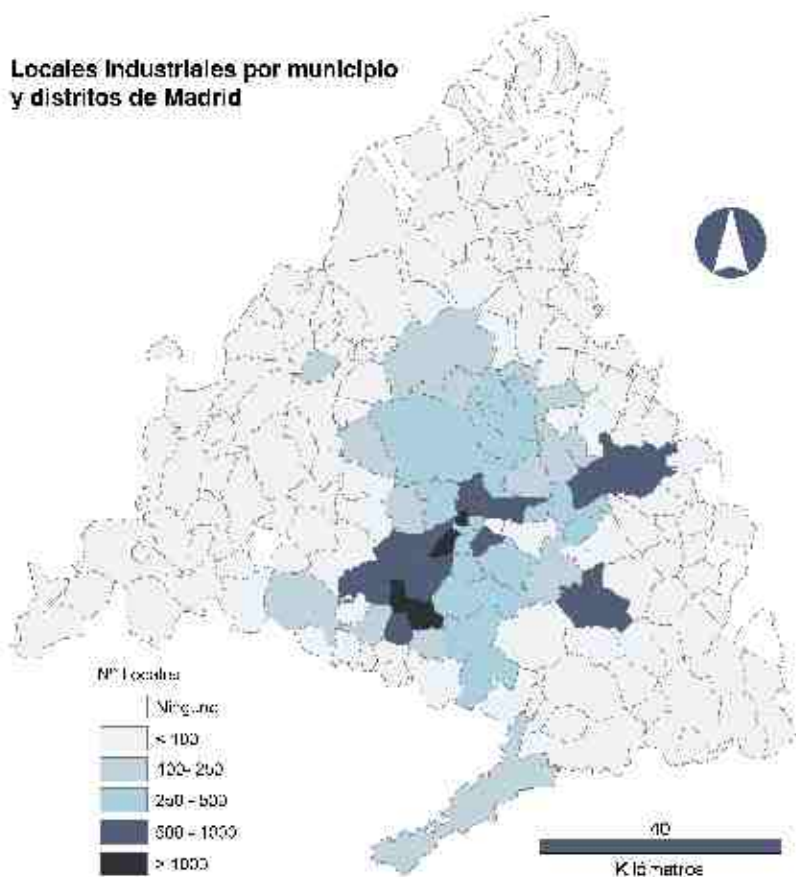 Locales industriales por municipio
y distritos de Madrid
Nº Locales
Ninguno
< 100
100 - 250
250 - 500
500 - 1000
> 1000
40
Kilómetros